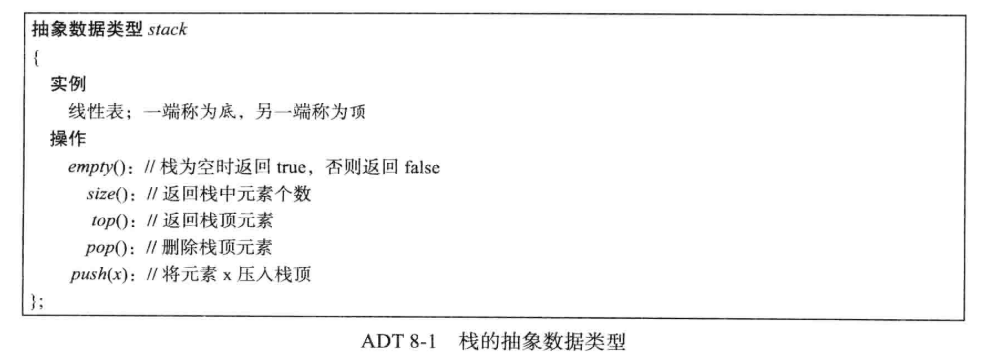 抽象数据类型 stack
{
实例
线性表；一端称为底，另一端称为顶
操作
empty()：// 栈为空时返回 true，否则返回 false
size()：// 返回栈中元素个数
top()：// 返回栈顶元素
pop()：// 删除栈顶元素
push(x)：// 将元素 x 压入栈顶
};
ADT 8-1 栈的抽象数据类型